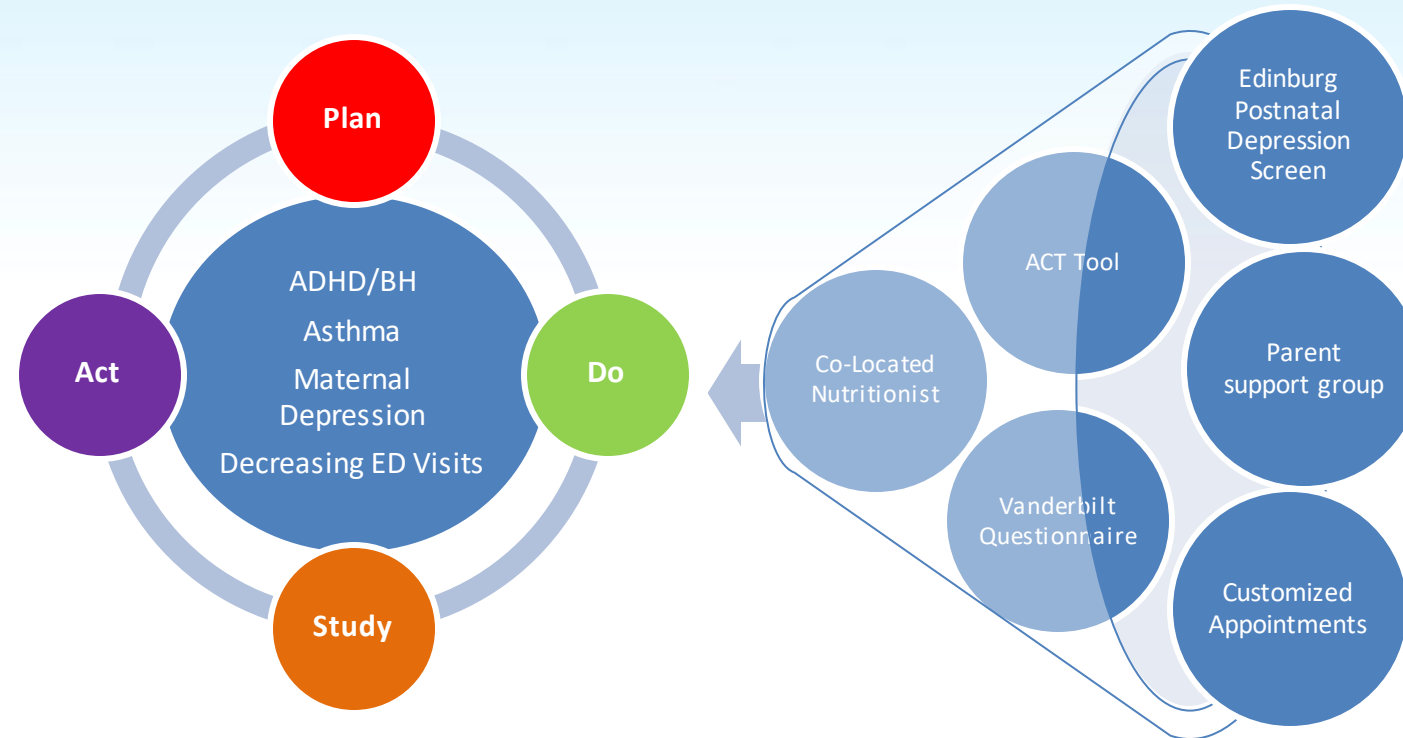 Plan
ADHD/BH
Asthma
Maternal
Depression
Decreasing ED Visits
Act
Do
Study
Edinburg
Postnatal
Depression
Screen
ACT Tool
Co-Located
Nutritionist
Parent
support group
Vanderbilt
Questionnaire
Customized
Appointments